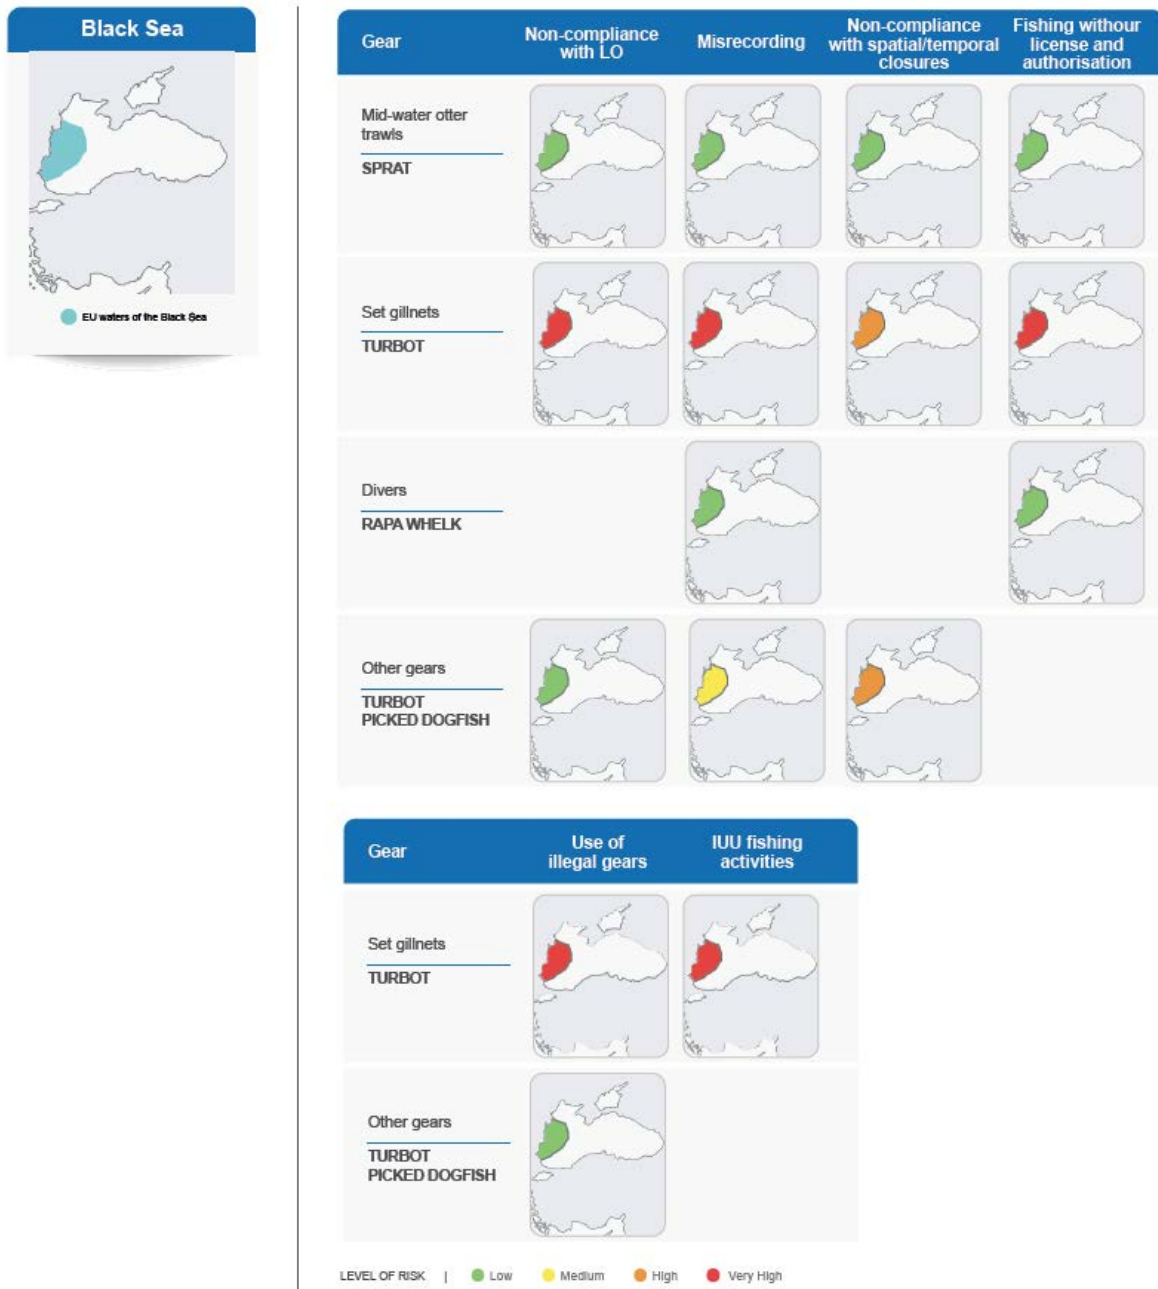 Black Sea
EU waters of the Black Sea
Gear
Non-compliance
with LO
Misrecording
Non-compliance
with spatial/temporal
closures
Fishing withour
license and
authorisation
Mid-water otter
trawls
SPRAT
Set gillnets
TURBOT
Divers
RAPA WHELK
Other gears
TURBOT
PICKED DOGFISH
Gear
Use of
illegal gears
IUU fishing
activities
Set gillnets
TURBOT
Other gears
TURBOT
PICKED DOGFISH
LEVEL OF RISK | Low Medium High Very High